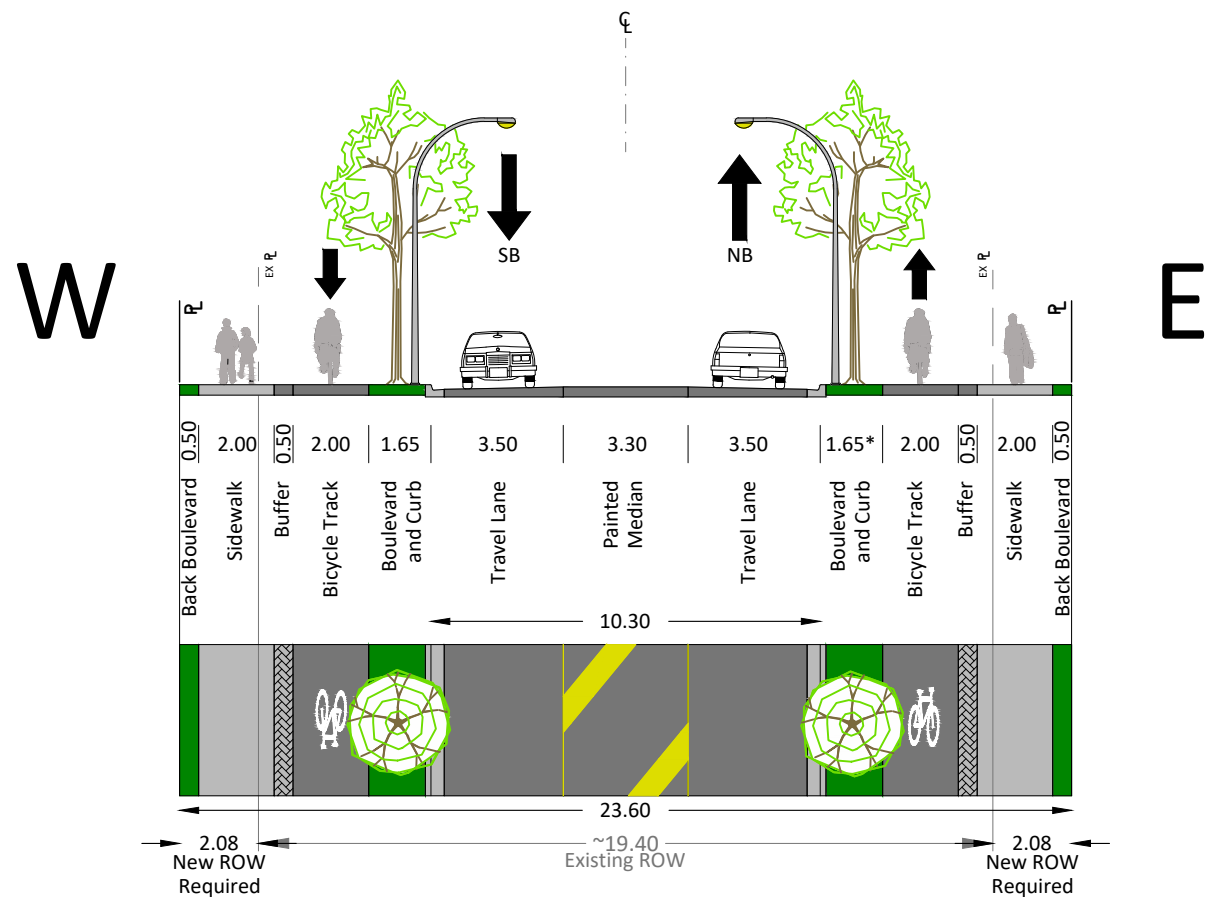 ℄
SB
NB
W
EX ⅊
EX ⅊
E
⅊
⅊
0.50
2.00
0.50
2.00
1.65
3.50
3.30
3.50
1.65*
2.00
0.50
2.00
0.50
Back Boulevard
Sidewalk
Buffer
Bicycle Track
Boulevard
and Curb
Travel Lane
Painted
Median
Travel Lane
Boulevard
and Curb
Bicycle Track
Buffer
Sidewalk
Back Boulevard
10.30
23.60
2.08
New ROW
Required
~19.40
Existing ROW
2.08
New ROW
Required